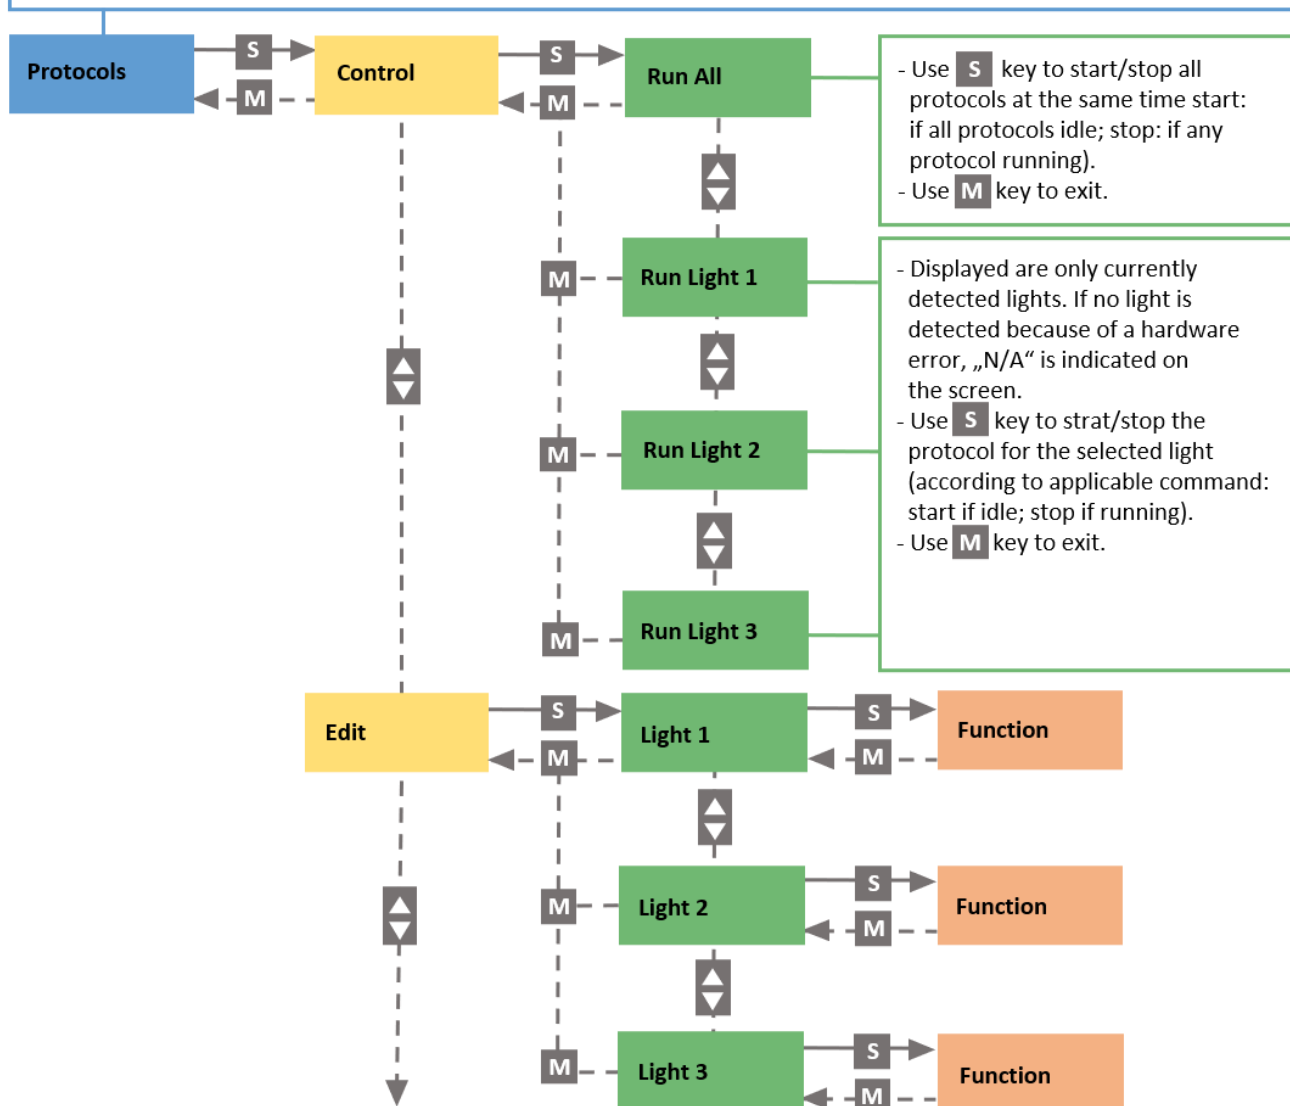 Protocols
S
M
Control
S
M
Run All
- Use S key to start/stop all
protocols at the same time start:
if all protocols idle; stop: if any
protocol running).
- Use M key to exit.
M
Run Light 1
- Displayed are only currently
detected lights. If no light is
detected because of a hardware
error, „N/A“ is indicated on
the screen.
- Use S key to strat/stop the
protocol for the selected light
(according to applicable command:
start if idle; stop if running).
- Use M key to exit.
M
Run Light 2
M
Run Light 3
Edit
S
M
Light 1
S
M
Function
M
Light 2
S
M
Function
M
Light 3
S
M
Function